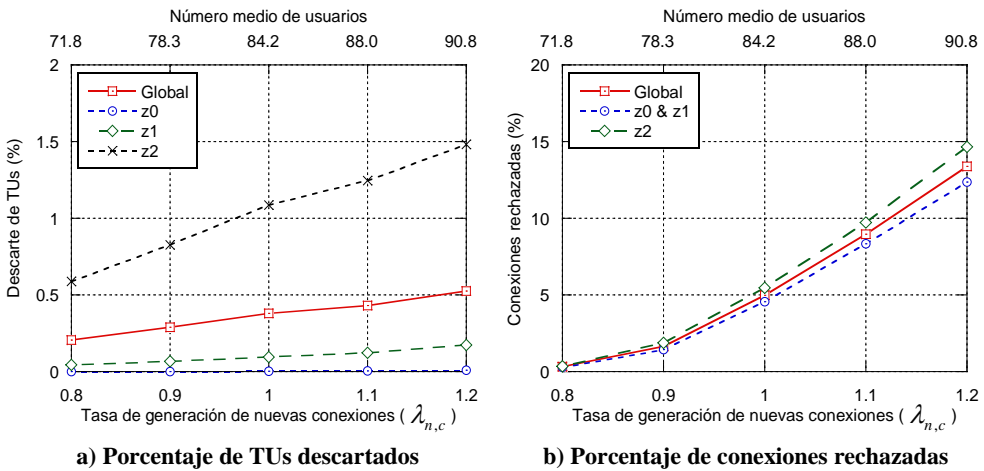 Número medio de usuarios
71.8 78.3 84.2 88.0 90.8
2
1.5
1
0.5
0
Descarte de TUs (%)
Global
z0
z1
z2
0.8 0.9 1 1.1 1.2
Tasa de generación de nuevas conexiones ( λn,c )
a) Porcentaje de TUs descartados
Número medio de usuarios
71.8 78.3 84.2 88.0 90.8
20
15
10
5
0
Conexiones rechazadas (%)
Global
z0 & z1
z2
0.8 0.9 1 1.1 1.2
Tasa de generación de nuevas conexiones ( λn,c )
b) Porcentaje de conexiones rechazadas